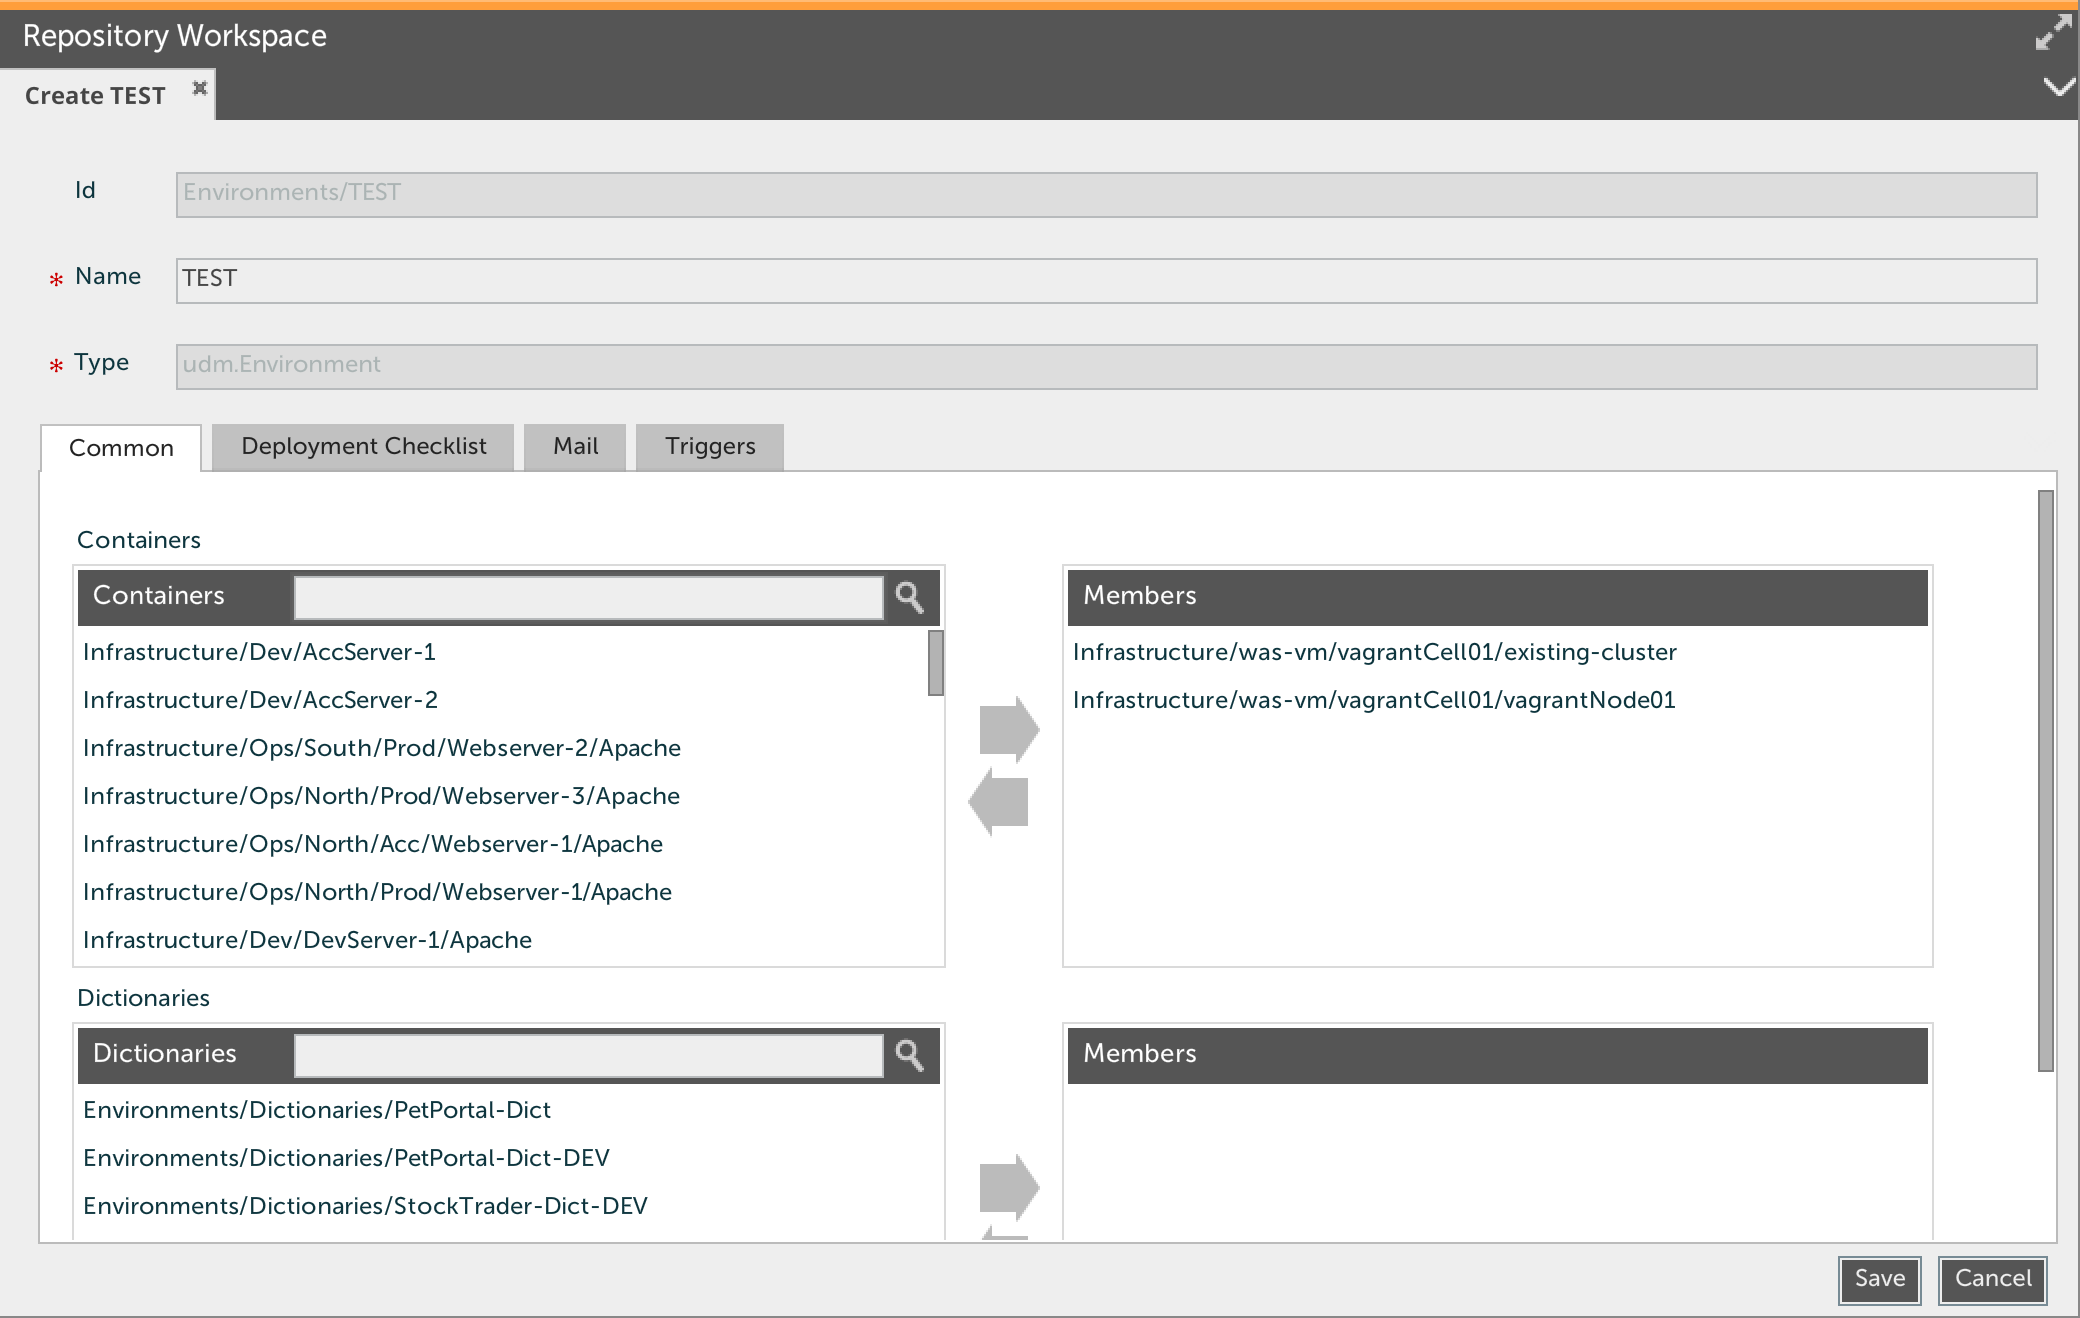 Repository Workspace
Create TEST
Id
Environments/TEST
* Name
TEST
* Type
udm.Environment
Common
Deployment Checklist
Mail
Triggers
Containers
Containers
Members
Infrastructure/Dev/AccServer-1
Infrastructure/Dev/AccServer-2
Infrastructure/Ops/South/Prod/Webserver-2/Apache
Infrastructure/Ops/North/Prod/Webserver-3/Apache
Infrastructure/Ops/North/Acc/Webserver-1/Apache
Infrastructure/Ops/North/Prod/Webserver-1/Apache
Infrastructure/Dev/DevServer-1/Apache
Infrastructure/was-vm/vagrantCell01/existing-cluster
Infrastructure/was-vm/vagrantCell01/vagrantNode01
Dictionaries
Dictionaries
Members
Environments/Dictionaries/PetPortal-Dict
Environments/Dictionaries/PetPortal-Dict-DEV
Environments/Dictionaries/StockTrader-Dict-DEV
Save
Cancel